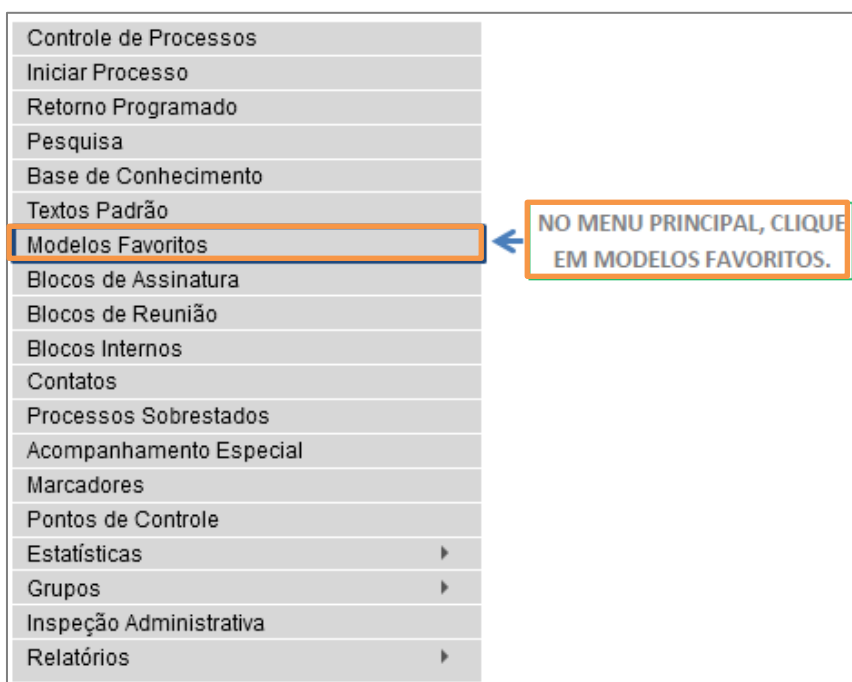 Controle de Processos
Iniciar Processo
Retorno Programado
Pesquisa
Base de Conhecimento
Textos Padrão
Modelos Favoritos
NO MENU PRINCIPAL, CLIQUE
EM MODELOS FAVORITOS.
Blocos de Assinatura
Blocos de Reunião
Blocos Internos
Contatos
Processos Sobrestados
Acompanhamento Especial
Marcadores
Pontos de Controle
Estatísticas
Grupos
Inspeção Administrativa
Relatórios